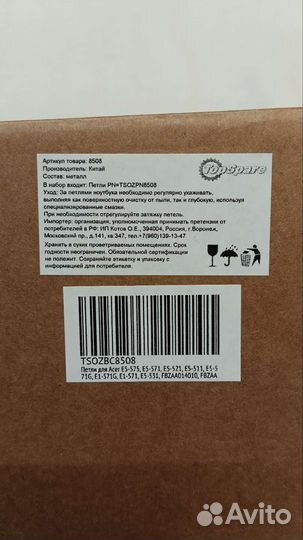 Артикул товара: 8508
Производитель: Китай
Состав: металл
TopSpare
В набор входит: Петли PN=TSOZPN8508
Уход: За петлями ноутбука необходимо регулярно ухаживать,
выполняя как поверхностную очистку от пыли, так и глубокую, используя
специализированные смазки.
При необходимости отрегулируйте затяжку петель.
Импортер: организация, уполномоченная принимать претензии от
потребителей в РФ: ИП Котов О.Е., 394004, Россия, г.Воронеж,
Московский пр., д.141, кв.347, тел.+7(960)139-13-47
Хранить в сухих проветриваемых помещениях. Срок
годности неограничен. Обязательной сертификации
не подлежит. Сохраняйте этикетку и упаковку с
информацией для потребителя.
TSOZBC8508
Петли для Acer E5-575, E5-571, E5-521, E5-511, E5-5
71G, E1-571G, E1-571, E5-531, FBZAA014010, FBZAA
Avito